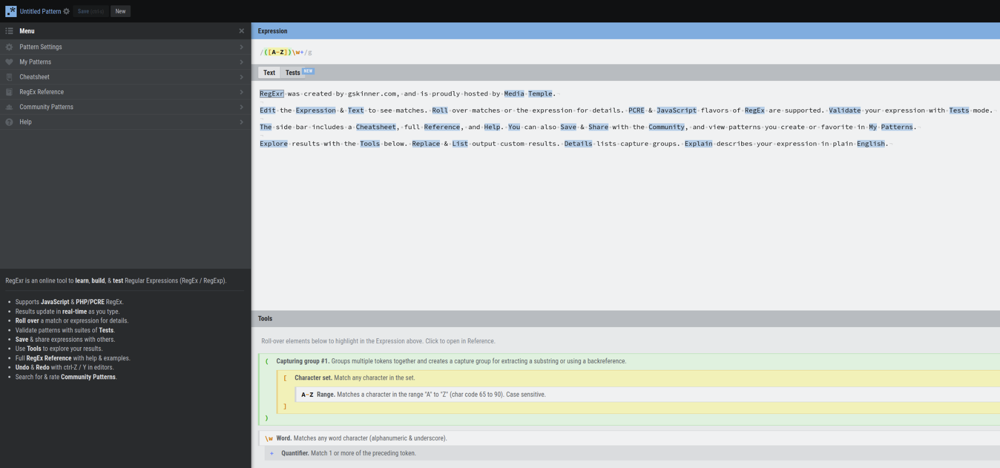 Untitled Pattern Save (ctrl-s) New
Menu
Pattern Settings
My Patterns
Cheatsheet
RegEx Reference
Community Patterns
Help
RegExr is an online tool to learn, build, & test Regular Expressions (RegEx / RegExp).
Supports JavaScript & PHP/PCRE RegEx.
Results update in real-time as you type.
Roll over a match or expression for details.
Validate patterns with suites of Tests.
Save & share expressions with others.
Use Tools to explore your results.
Full RegEx Reference with help & examples.
Undo & Redo with ctrl-Z / Y in editors.
Search for & rate Community Patterns.
Expression
/([A-Z])\w+/g
Text Tests NEW
RegExr was created by gskinner.com, and is proudly hosted by Media Temple.
Edit the Expression & Text to see matches. Roll over matches or the expression for details. PCRE & JavaScript flavors of RegEx are supported. Validate your expression with Tests mode.
The side bar includes a Cheatsheet, full Reference, and Help. You can also Save & Share with the Community, and view patterns you create or favorite in My Patterns.
Explore results with the Tools below. Replace & List output custom results. Details lists capture groups. Explain describes your expression in plain English.
Tools
Roll-over elements below to highlight in the Expression above. Click to open in Reference.
( Capturing group #1. Groups multiple tokens together and creates a capture group for extracting a substring or using a backreference.
[ Character set. Match any character in the set.
A-Z Range. Matches a character in the range "A" to "Z" (char code 65 to 90). Case sensitive.
]
)
\w Word. Matches any word character (alphanumeric & underscore).
+ Quantifier. Match 1 or more of the preceding token.